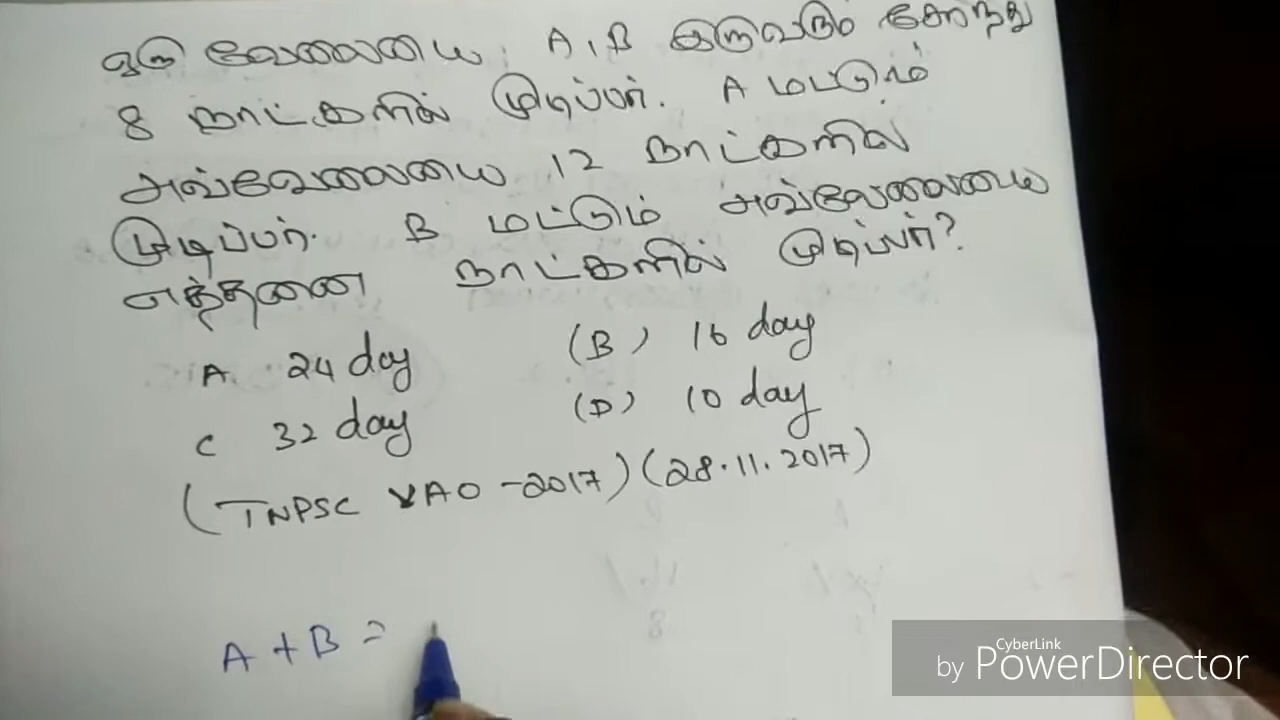 ஒரு வேலையை A, B இருவரும் சேர்ந்து
8 நாட்களில் முடிப்பர். A மட்டும்
அவ்வேலையை 12 நாட்களில்
முடிப்பர். B மட்டும் அவ்வேலையை
எத்தனை நாட்களில் முடிப்பர்?
A. 24 day (B) 16 day
C 32 day (D) 10 day
(TNPSC VAO -2017) (28.11.2017)
A + B =
CyberLink
by PowerDirector